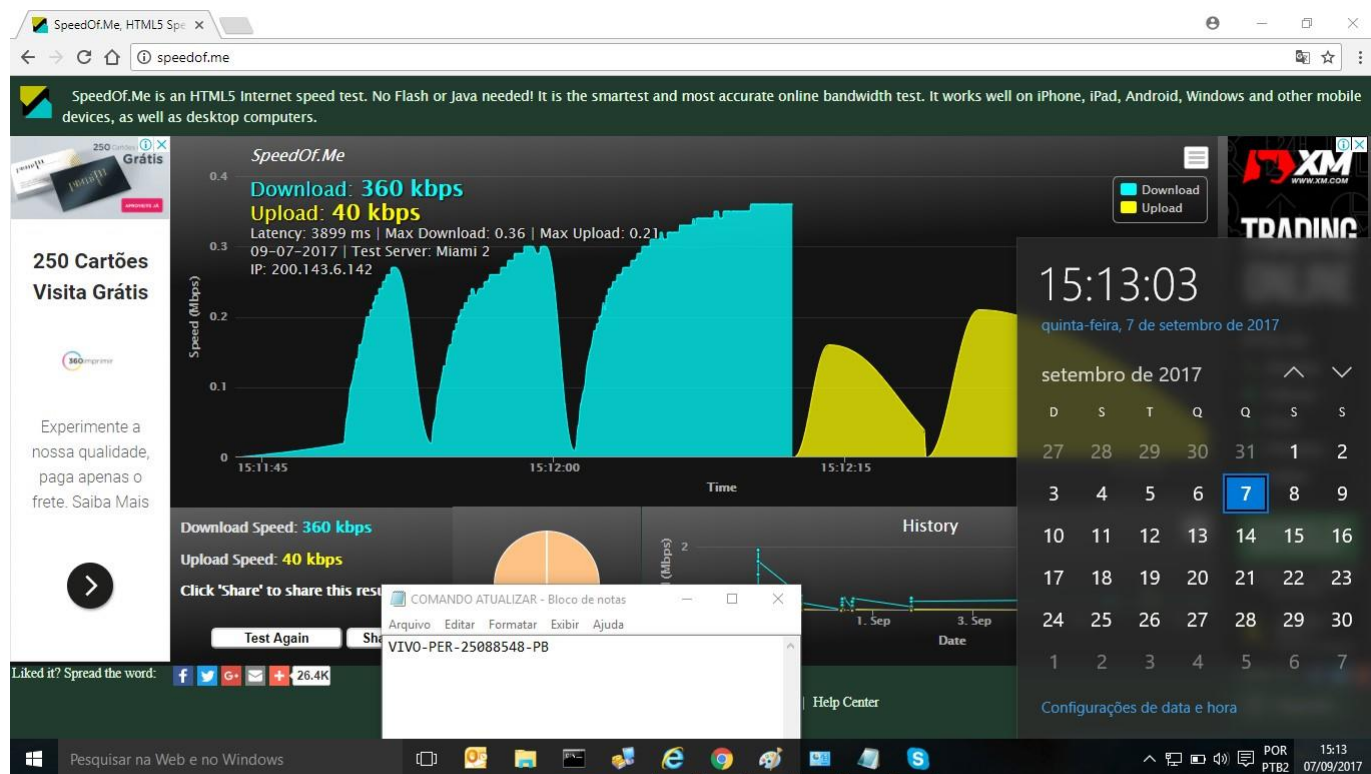 SpeedOf.Me, HTML5 Spe
speedof.me
SpeedOf.Me is an HTML5 Internet speed test. No Flash or Java needed! It is the smartest and most accurate online bandwidth test. It works well on iPhone, iPad, Android, Windows and other mobile
devices, as well as desktop computers.
250 Cartões
Grátis
250 Cartões
Visita Grátis
360imprimir
Experimente a
nossa qualidade,
paga apenas o
frete. Saiba Mais
SpeedOf.Me
Download: 360 kbps
Upload: 40 kbps
Latency: 3899 ms | Max Download: 0.36 | Max Upload: 0.21
09-07-2017 | Test Server: Miami 2
IP: 200.143.6.142
Download
Upload
0.4
0.3
0.2
0.1
0
Speed (Mbps)
15:11:45
15:12:00
15:12:15
Time
XM
WWW.XM.COM
TRADING
15:13:03
quinta-feira, 7 de setembro de 2017
setembro de 2017
D S T Q Q S S
27 28 29 30 31 1 2
3 4 5 6 7 8 9
10 11 12 13 14 15 16
17 18 19 20 21 22 23
24 25 26 27 28 29 30
1 2 3 4 5 6 7
Configurações de data e hora
Download Speed: 360 kbps
Upload Speed: 40 kbps
Click 'Share' to share this
Test Again
History
2
(Mbps)
1. Sep
3. Sep
Date
COMANDO ATUALIZAR - Bloco de notas
Arquivo Editar Formatar Exibir Ajuda
VIVO-PER-25088548-PB
Liked it? Spread the word:
26.4K
| Help Center
Pesquisar na Web e no Windows
POR
PTB2
15:13
07/09/2017